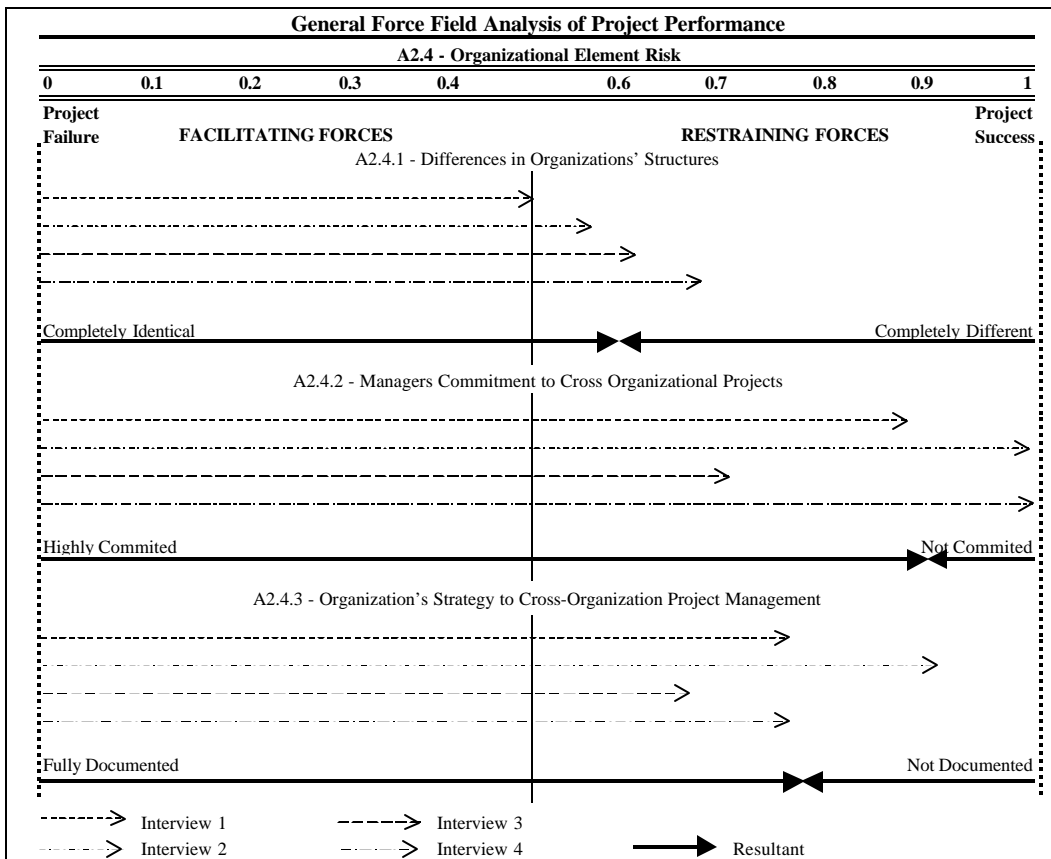 General Force Field Analysis of Project Performance
A2.4 - Organizational Element Risk
0 0.1 0.2 0.3 0.4 0.6 0.7 0.8 0.9 1
Project Project
Failure FACILITATING FORCES RESTRAINING FORCES Success
A2.4.1 - Differences in Organizations' Structures
Completely Identical Completely Different
A2.4.2 - Managers Commitment to Cross Organizational Projects
Highly Commited Not Commited
A2.4.3 - Organization's Strategy to Cross-Organization Project Management
Fully Documented Not Documented
Interview 1 Interview 3
Interview 2 Interview 4 Resultant